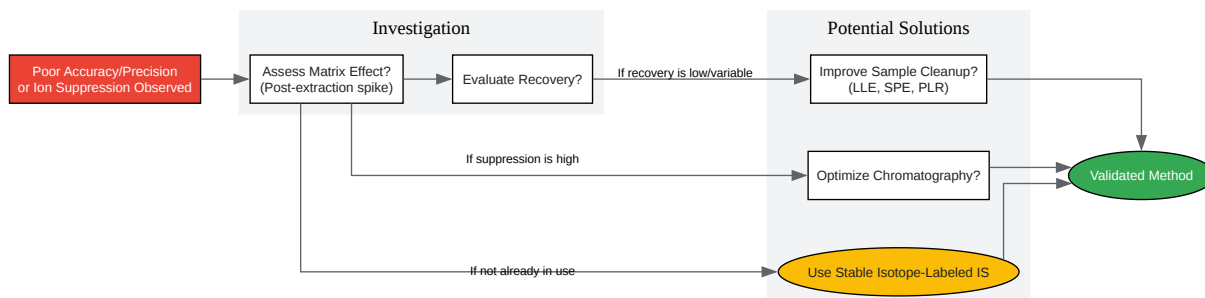 Investigation
Potential Solutions
Poor Accuracy/Precision
or Ion Suppression Observed
Assess Matrix Effect?
(Post-extraction spike)
Evaluate Recovery?
If recovery is low/variable
Improve Sample Cleanup?
(LLE, SPE, PLR)
If suppression is high
Optimize Chromatography?
Validated Method
If not already in use
Use Stable Isotope-Labeled IS